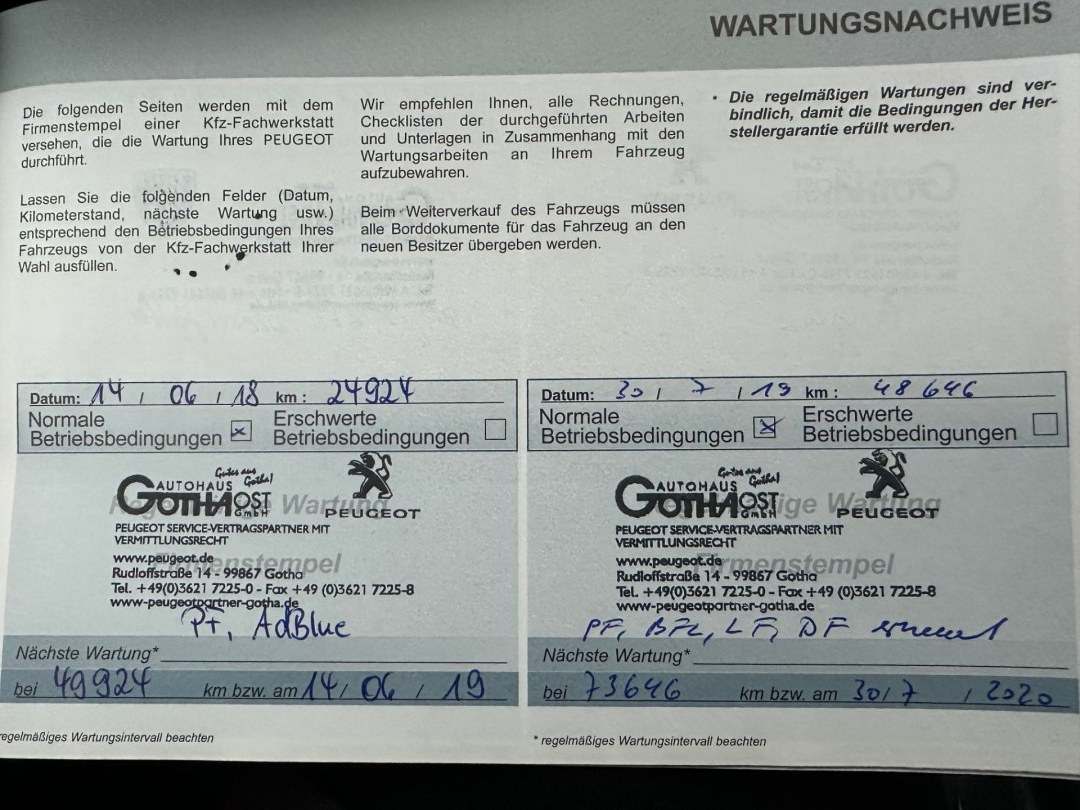 WARTUNGSNACHWEIS
Die folgenden Seiten werden mit dem
Firmenstempel einer Kfz-Fachwerkstatt
versehen, die die Wartung Ihres PEUGEOT
durchführt.
Lassen Sie die folgenden Felder (Datum,
Kilometerstand, nächste Wartung usw.)
entsprechend den Betriebsbedingungen Ihres
Fahrzeugs von der Kfz-Fachwerkstatt Ihrer
Wahl ausfüllen.
Wir empfehlen Ihnen, alle Rechnungen,
Checklisten der durchgeführten Arbeiten
und Unterlagen in Zusammenhang mit den
Wartungsarbeiten an Ihrem Fahrzeug
aufzubewahren.
Beim Weiterverkauf des Fahrzeugs müssen
alle Borddokumente für das Fahrzeug an den
neuen Besitzer übergeben werden.
• Die regelmäßigen Wartungen sind ver-
bindlich, damit die Bedingungen der Her-
stellergarantie erfüllt werden.
Datum: 14 / 06 / 18 km : 24924
Normale
Betriebsbedingungen x
Erschwerte
Betriebsbedingungen
Gutes aus
Gotha!
AUTOHAUS
GOTHA OST
GmbH
PEUGEOT
Wartung
PEUGEOT SERVICE-VERTRAGSPARTNER MIT
VERMITTLUNGSRECHT
Firmenstempel
www.peugeot.de
Rudloffstraße 14 - 99867 Gotha
Tel. +49(0)3621 7225-0 - Fax +49 (0)3621 7225-8
www-peugeotpartner-gotha.de
PF, AdBlue
Nächste Wartung*
bei 49924 km bzw. am 14/ 06 / 19
regelmäßiges Wartungsintervall beachten
Datum: 30 / 7 / 19 km : 48646
Normale
Betriebsbedingungen x
Erschwerte
Betriebsbedingungen
Gutes aus
Gotha!
AUTOHAUS
GOTHA OST
GmbH
PEUGEOT
Wartung
PEUGEOT SERVICE-VERTRAGSPARTNER MIT
VERMITTLUNGSRECHT
Firmenstempel
www.peugeot.de
Rudloffstraße 14 - 99867 Gotha
Tel. +49(0)3621 7225-0 - Fax +49 (0)3621 7225-8
www-peugeotpartner-gotha.de
PF, BFL, LF, DF erneuert
Nächste Wartung*
bei 73646 km bzw. am 30/ 7 / 2020
* regelmäßiges Wartungsintervall beachten